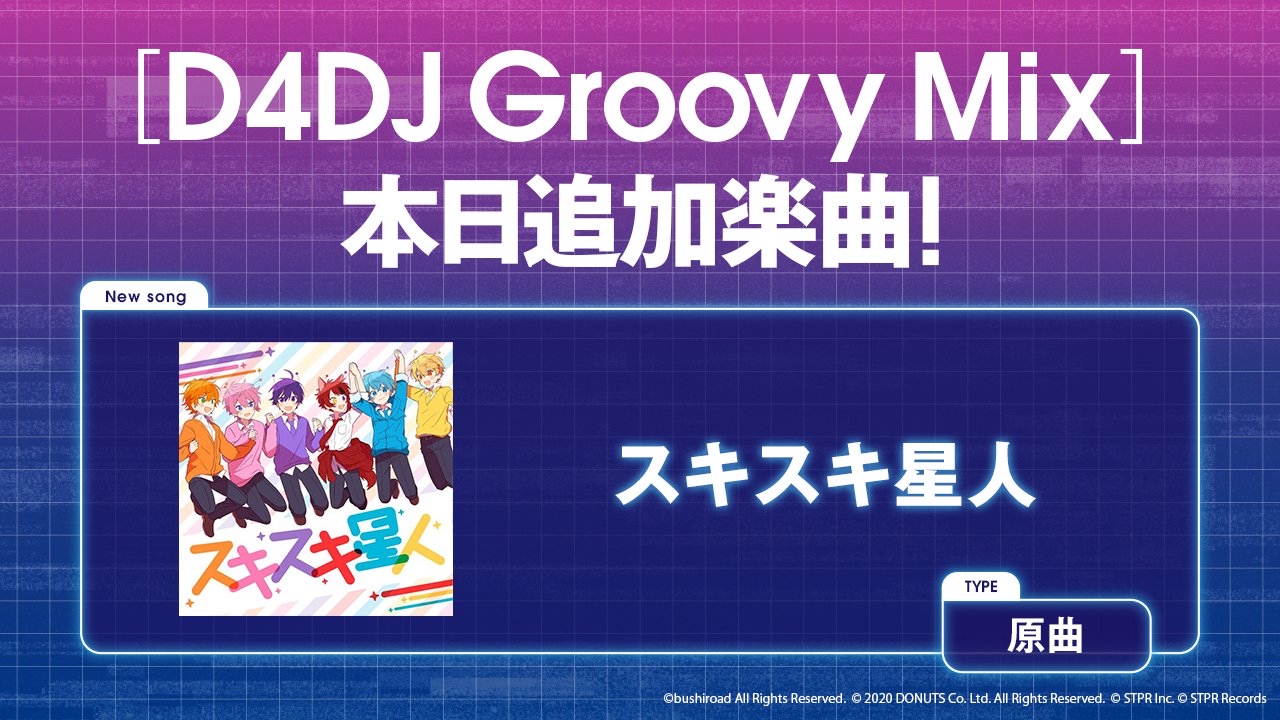 [D4DJ Groovy Mix]
本日追加楽曲!
New song
スキスキ星人
スキスキ星人
TYPE
原曲
©bushiroad All Rights Reserved. © 2020 DONUTS Co. Ltd. All Rights Reserved. © STPR Inc. © STPR Records